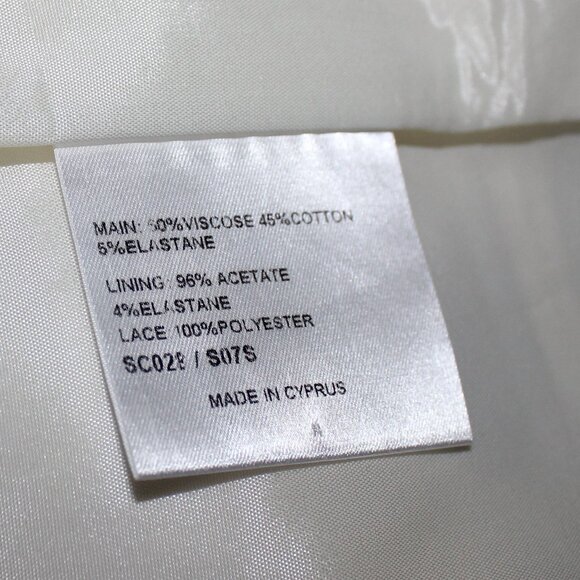 MAIN: 50%VISCOSE 45%COTTON
5%ELASTANE
LINING: 96% ACETATE
4%ELASTANE
LACE 100%POLYESTER
SC028 / S07S
MADE IN CYPRUS